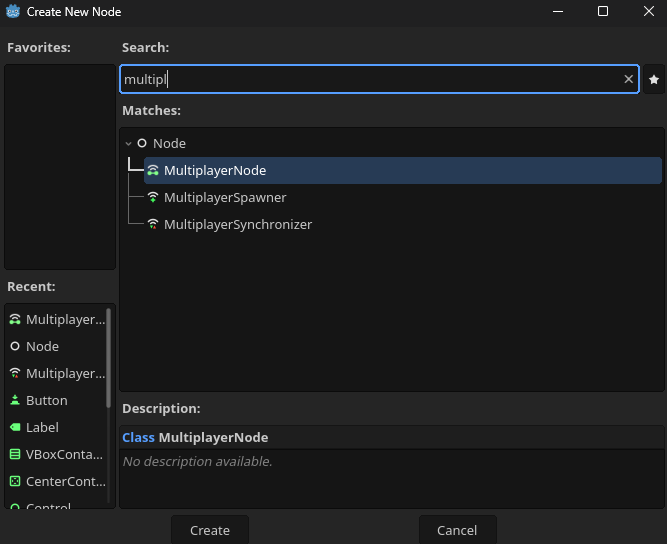 Create New Node
Favorites:
Search:
multipl
Matches:
Node
MultiplayerNode
MultiplayerSpawner
MultiplayerSynchronizer
Recent:
Multiplayer...
Node
Multiplayer...
Button
Label
VBoxConta...
CenterCont...
Control
Description:
Class MultiplayerNode
No description available.
Create
Cancel